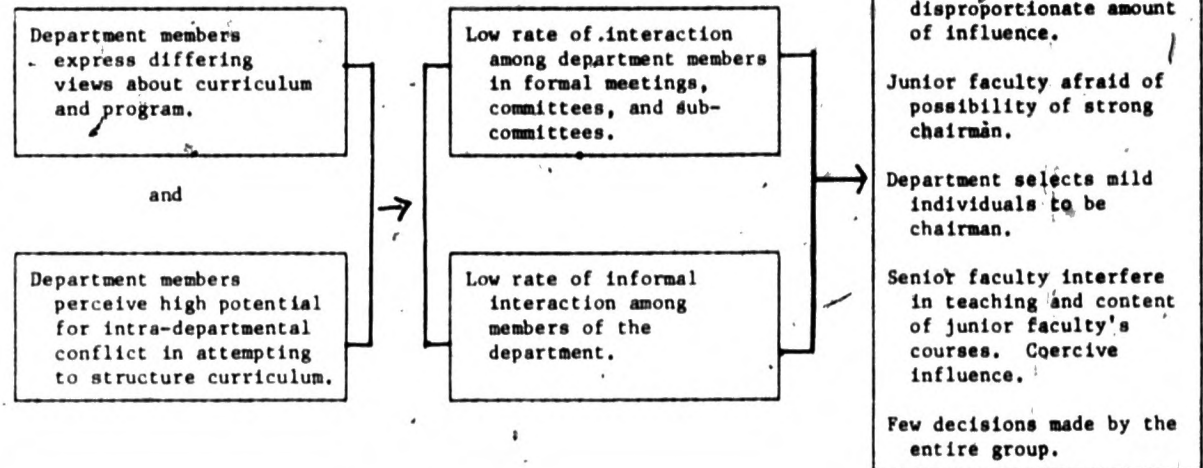 Department members
express differing
views about curriculum
and program.
and
Department members
perceive high potential
for intra-departmental
conflict in attempting
to structure curriculum.
Low rate of interaction
among department members
in formal meetings,
committees, and sub-
committees.
Low rate of informal
interaction among
members of the
department.
disproportionate amount
of influence.
Junior faculty afraid of
possibility of strong
chairman.
Department selects mild
individuals to be
chairman.
Senior faculty interfere
in teaching and content
of junior faculty's
courses. Coercive
influence.
Few decisions made by the
entire group.